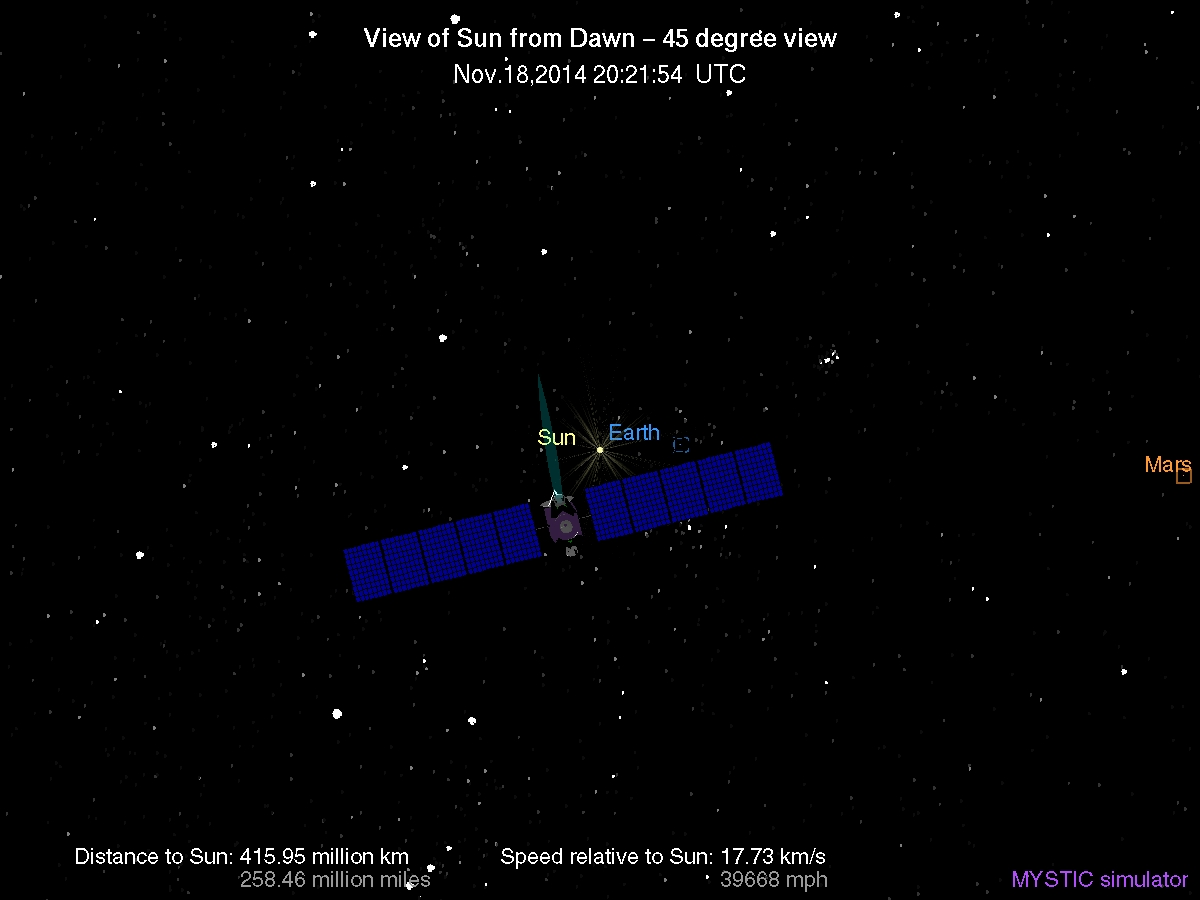 View of Sun from Dawn – 45 degree view
Nov.18,2014 20:21:54 UTC
Sun
Earth
Mars
Distance to Sun: 415.95 million km
258.46 million miles
Speed relative to Sun: 17.73 km/s
39668 mph
MYSTIC simulator